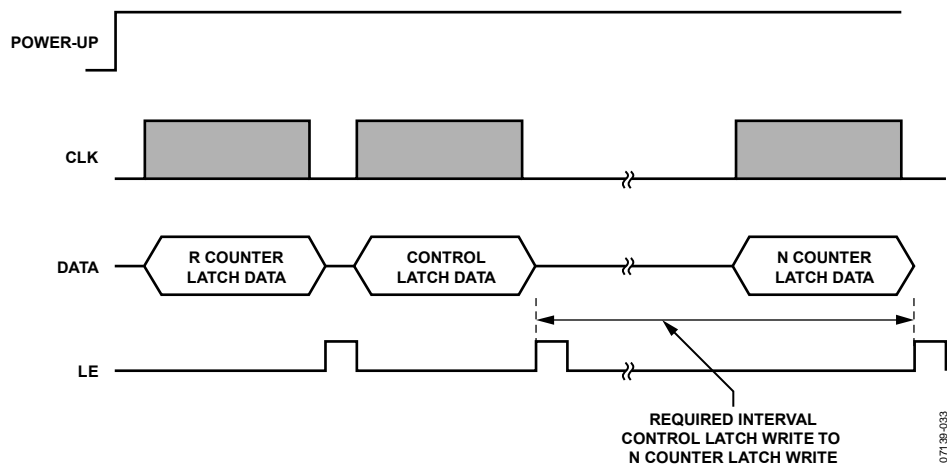 POWER-UP
CLK
DATA
R COUNTER
LATCH DATA
CONTROL
LATCH DATA
N COUNTER
LATCH DATA
LE
REQUIRED INTERVAL
CONTROL LATCH WRITE TO
N COUNTER LATCH WRITE
07139-033